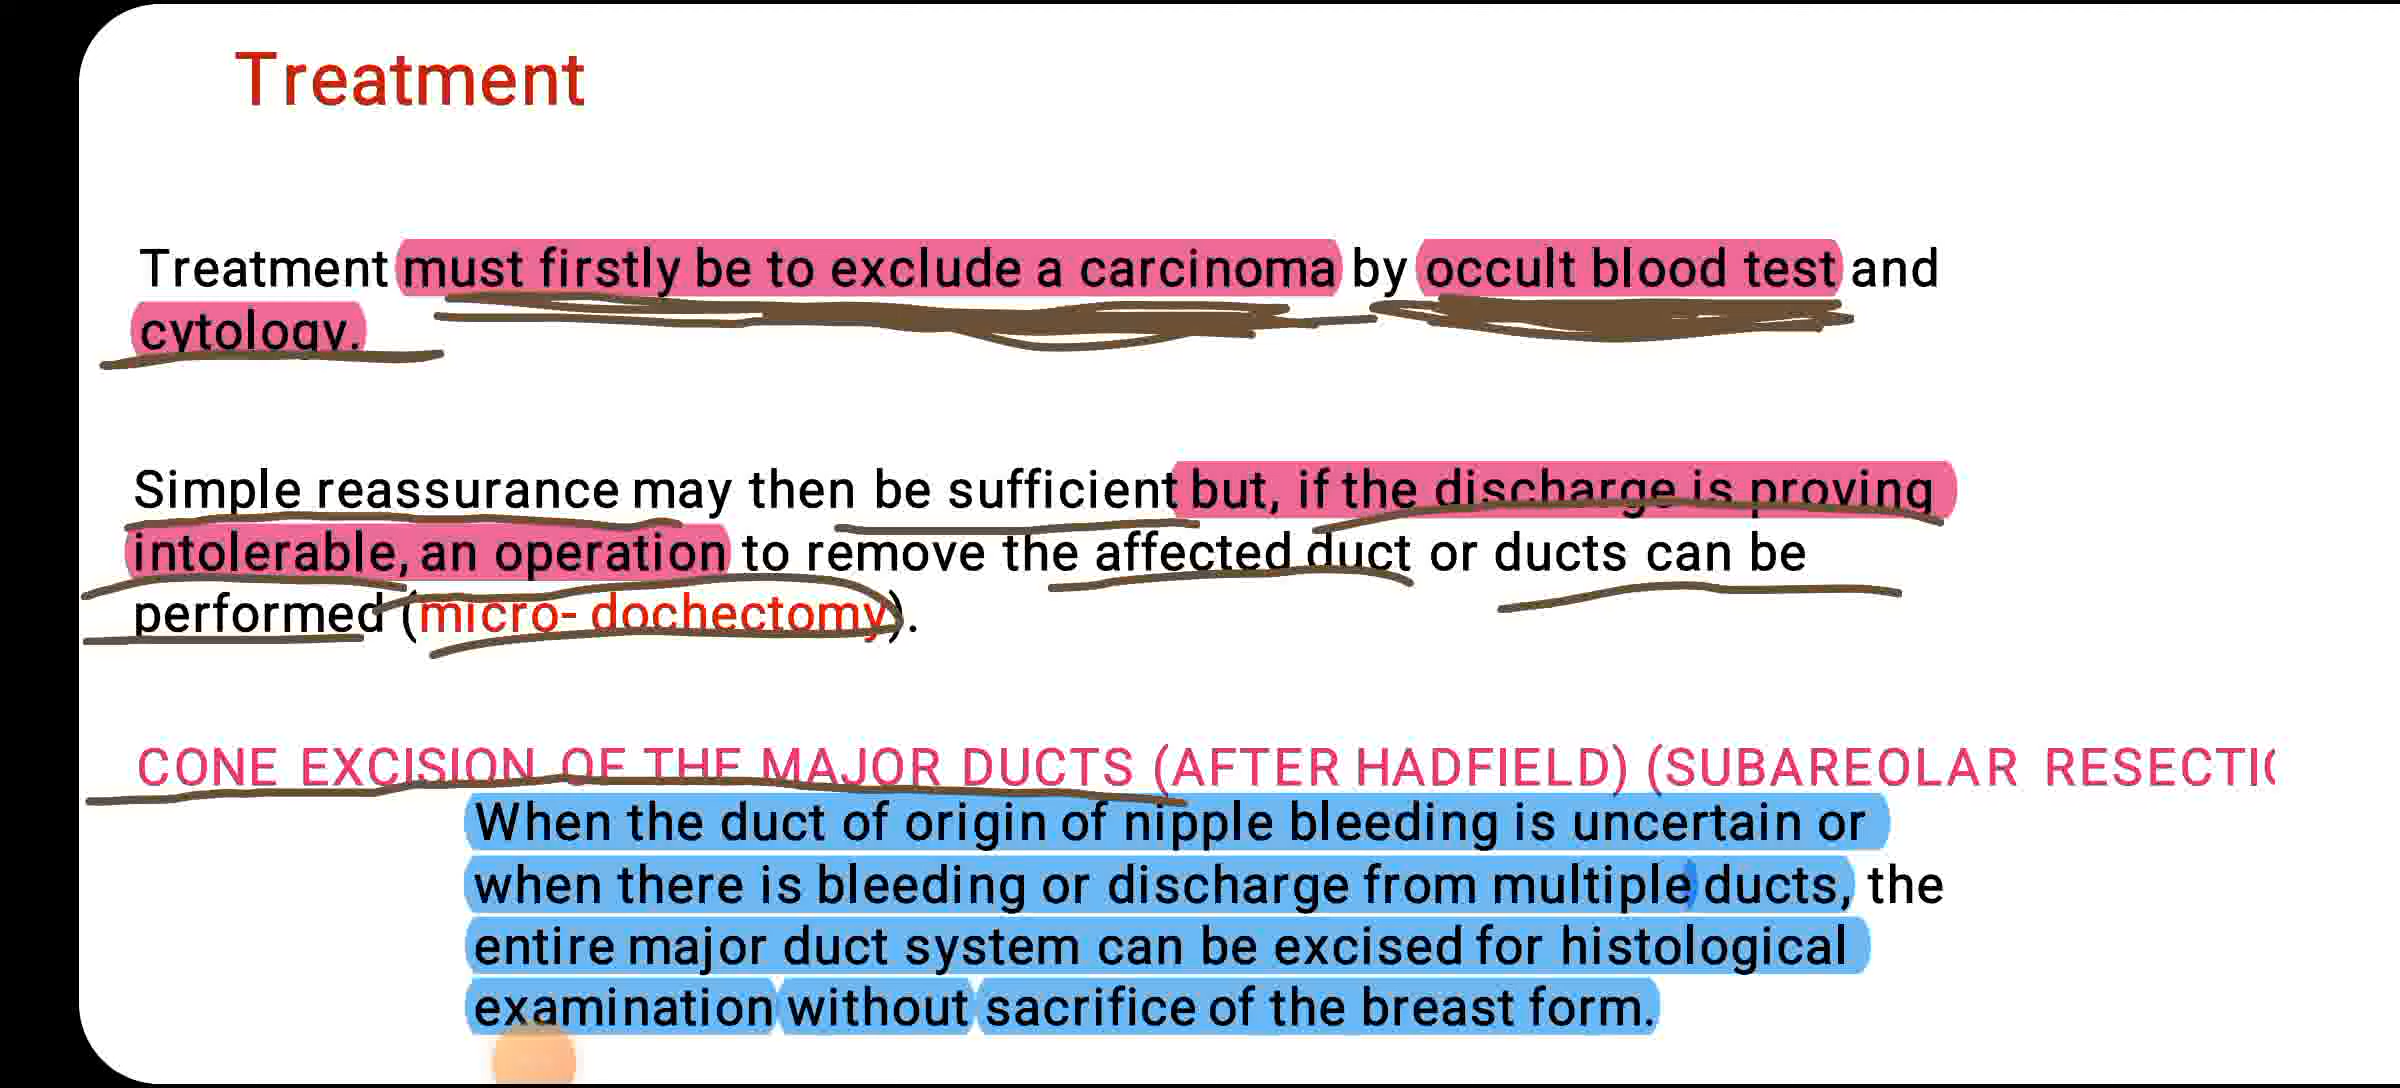 Treatment
Treatment must firstly be to exclude a carcinoma by occult blood test and
cytology.
Simple reassurance may then be sufficient but, if the discharge is proving
intolerable, an operation to remove the affected duct or ducts can be
performed (micro- dochectomy).
CONE EXCISION OF THE MAJOR DUCTS (AFTER HADFIELD) (SUBAREOLAR RESECTI
When the duct of origin of nipple bleeding is uncertain or
when there is bleeding or discharge from multiple ducts, the
entire major duct system can be excised for histological
examination without sacrifice of the breast form.